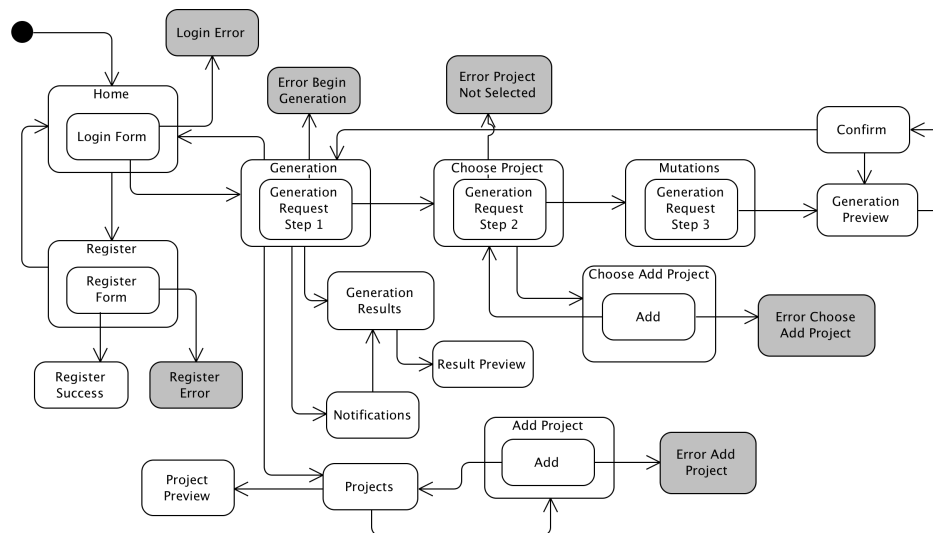 Login Error
Home
Login Form
Error Begin
Generation
Error Project
Not Selected
Confirm
Generation
Generation
Request
Step 1
Choose Project
Generation
Request
Step 2
Mutations
Generation
Request
Step 3
Generation
Preview
Register
Register
Form
Generation
Results
Choose Add Project
Add
Error Choose
Add Project
Register
Success
Register
Error
Result Preview
Notifications
Add Project
Add
Error Add
Project
Project
Preview
Projects